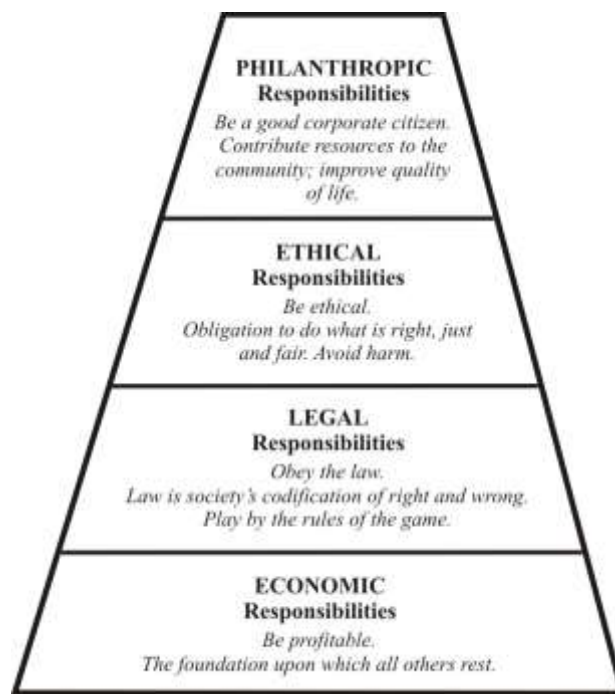 PHILANTHROPIC
Responsibilities
Be a good corporate citizen.
Contribute resources to the
community; improve quality
of life.
ETHICAL
Responsibilities
Be ethical.
Obligation to do what is right, just
and fair. Avoid harm.
LEGAL
Responsibilities
Obey the law.
Law is society's codification of right and wrong.
Play by the rules of the game.
ECONOMIC
Responsibilities
Be profitable.
The foundation upon which all others rest.